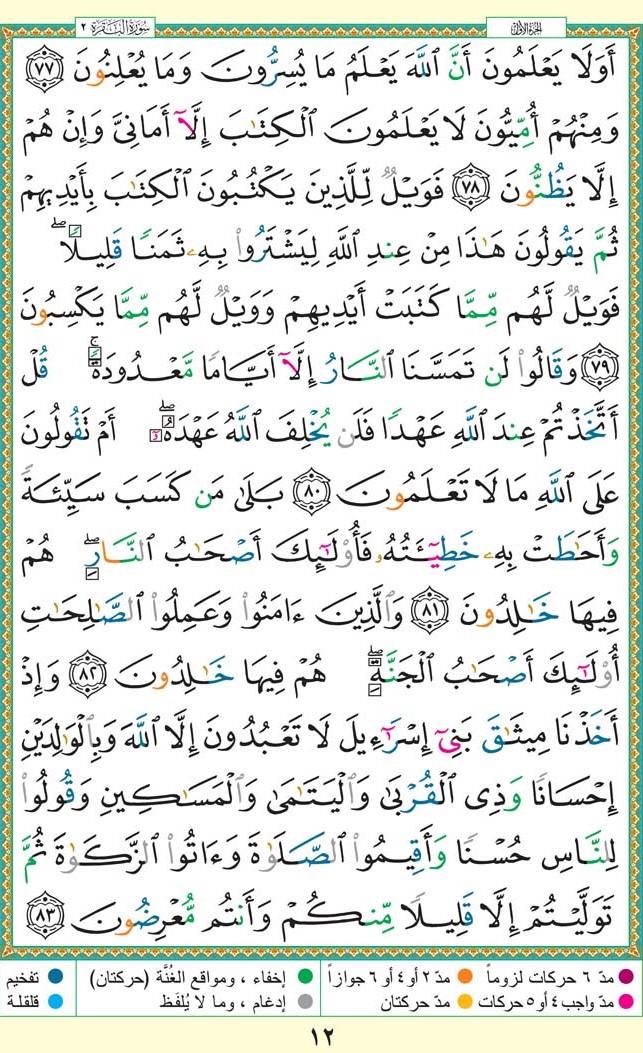 الجزء الأول
سورة البقرة ٢
أَوَلَا يَعْلَمُونَ أَنَّ ٱللَّهَ يَعْلَمُ مَا يُسِرُّونَ وَمَا يُعْلِنُونَ ٧٧
وَمِنْهُمْ أُمِّيُّونَ لَا يَعْلَمُونَ ٱلْكِتَٰبَ إِلَّآ أَمَانِىَّ وَإِنْ هُمْ
إِلَّا يَظُنُّونَ ٧٨ فَوَيْلٌ لِّلَّذِينَ يَكْتُبُونَ ٱلْكِتَٰبَ بِأَيْدِيهِمْ
ثُمَّ يَقُولُونَ هَٰذَا مِنْ عِندِ ٱللَّهِ لِيَشْتَرُوا۟ بِهِۦ ثَمَنًا قَلِيلًا ۖ
فَوَيْلٌ لَّهُم مِّمَّا كَتَبَتْ أَيْدِيهِمْ وَوَيْلٌ لَّهُم مِّمَّا يَكْسِبُونَ
٧٩ وَقَالُوا۟ لَن تَمَسَّنَا ٱلنَّارُ إِلَّآ أَيَّامًا مَّعْدُودَةً ۚ قُلْ
أَتَّخَذْتُمْ عِندَ ٱللَّهِ عَهْدًا فَلَن يُخْلِفَ ٱللَّهُ عَهْدَهُۥٓ ۖ أَمْ تَقُولُونَ
عَلَى ٱللَّهِ مَا لَا تَعْلَمُونَ ٨٠ بَلَىٰ مَن كَسَبَ سَيِّئَةً
وَأَحَٰطَتْ بِهِۦ خَطِيٓـَٔتُهُۥ فَأُو۟لَٰٓئِكَ أَصْحَٰبُ ٱلنَّارِ ۖ هُمْ
فِيهَا خَٰلِدُونَ ٨١ وَٱلَّذِينَ ءَامَنُوا۟ وَعَمِلُوا۟ ٱلصَّٰلِحَٰتِ
أُو۟لَٰٓئِكَ أَصْحَٰبُ ٱلْجَنَّةِ ۖ هُمْ فِيهَا خَٰلِدُونَ ٨٢ وَإِذْ
أَخَذْنَا مِيثَٰقَ بَنِىٓ إِسْرَٰٓءِيلَ لَا تَعْبُدُونَ إِلَّا ٱللَّهَ وَبِٱلْوَٰلِدَيْنِ
إِحْسَانًا وَذِى ٱلْقُرْبَىٰ وَٱلْيَتَٰمَىٰ وَٱلْمَسَٰكِينِ وَقُولُوا۟
لِلنَّاسِ حُسْنًا وَأَقِيمُوا۟ ٱلصَّلَوٰةَ وَءَاتُوا۟ ٱلزَّكَوٰةَ ثُمَّ
تَوَلَّيْتُمْ إِلَّا قَلِيلًا مِّنكُمْ وَأَنتُم مُّعْرِضُونَ ٨٣
مدّ ٦ حركات لزوماً مدّ ٢ أو ٤ أو ٦ جوازاً إخفاء ، ومواقع الغُنَّة (حركتان) تفخيم
مدّ واجب ٤ أو ٥ حركات مدّ حركتان إدغام ، وما لا يُلفَظ قلقلة
١٢